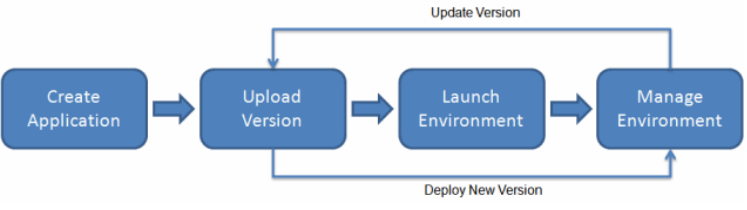 Update Version
Create
Application
Upload
Version
Launch
Environment
Manage
Environment
Deploy New Version